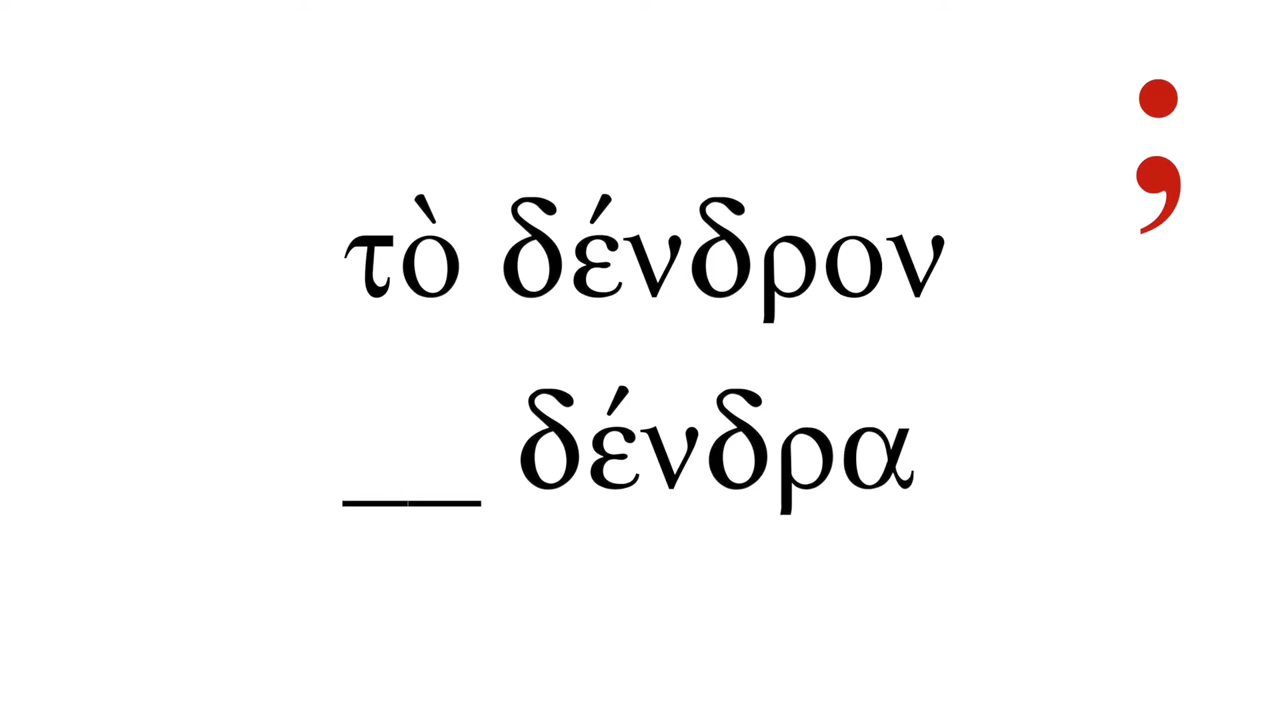 ;
τὸ δένδρον
__ δένδρα